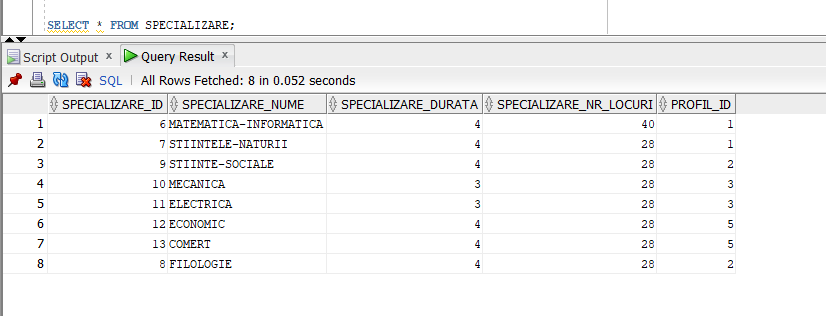 SELECT * FROM SPECIALIZARE;
Script Output x Query Result x
SQL | All Rows Fetched: 8 in 0.052 seconds
SPECIALIZARE_ID SPECIALIZARE_NUME SPECIALIZARE_DURATA SPECIALIZARE_NR_LOCURI PROFIL_ID
1 6 MATEMATICA-INFORMATICA 4 40 1
2 7 STIINTELE-NATURII 4 28 1
3 9 STIINTE-SOCIALE 4 28 2
4 10 MECANICA 3 28 3
5 11 ELECTRICA 3 28 3
6 12 ECONOMIC 4 28 5
7 13 COMERT 4 28 5
8 8 FILOLOGIE 4 28 2